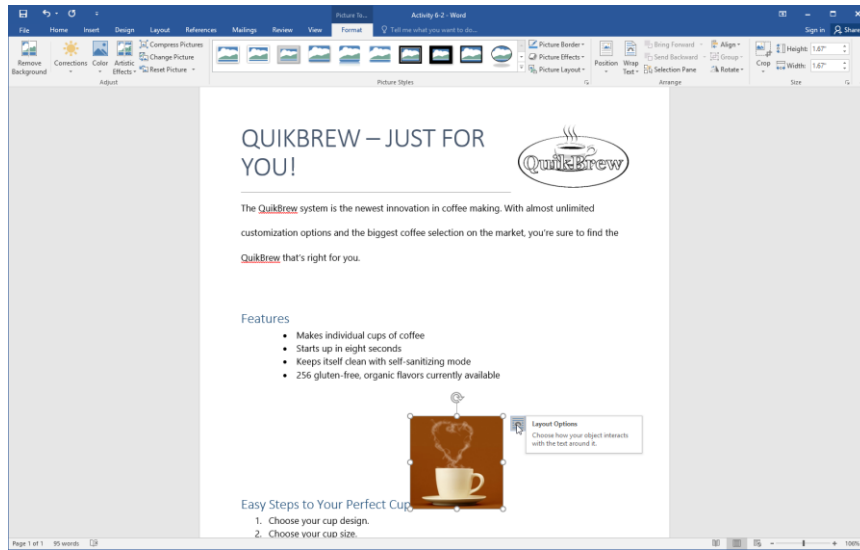 Picture To...
Activity 6-2 - Word
File Home Insert Design Layout References Mailings Review View Format Tell me what you want to do...
Sign in Share
Remove Background
Corrections
Color
Artistic Effects
Compress Pictures
Change Picture
Reset Picture
Adjust
Picture Styles
Picture Border
Picture Effects
Picture Layout
Position
Wrap Text
Bring Forward
Send Backward
Selection Pane
Align
Group
Rotate
Arrange
Crop
Height: 1.67"
Width: 1.67"
Size
QUIKBREW – JUST FOR
YOU!
QuikBrew
The QuikBrew system is the newest innovation in coffee making. With almost unlimited
customization options and the biggest coffee selection on the market, you're sure to find the
QuikBrew that's right for you.
Features
• Makes individual cups of coffee
• Starts up in eight seconds
• Keeps itself clean with self-sanitizing mode
• 256 gluten-free, organic flavors currently available
Layout Options
Choose how your object interacts
with the text around it.
Easy Steps to Your Perfect Cup
1. Choose your cup design.
2. Choose your cup size.
Page 1 of 1 95 words
100%